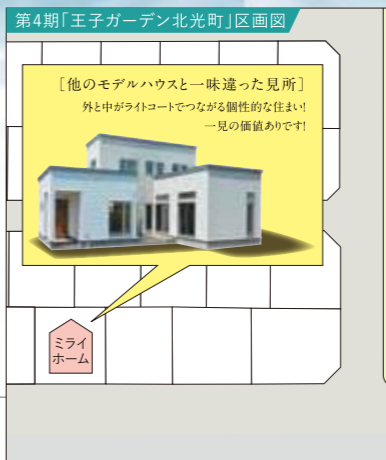 第4期「王子ガーデン北光町」区画図
［他のモデルハウスと一味違った見所］
外と中がライトコートでつながる個性的な住まい!
一見の価値ありです!
ミライ
ホーム